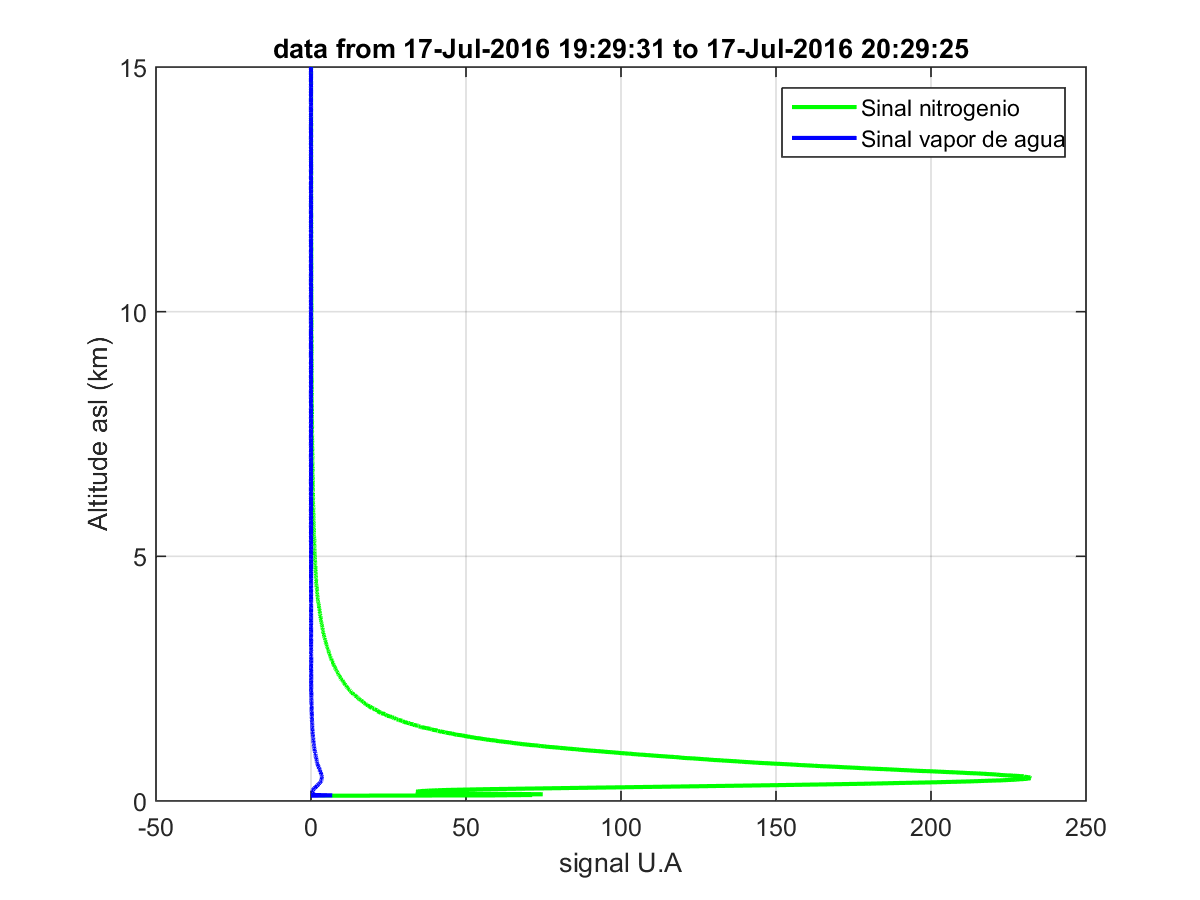 data from 17-Jul-2016 19:29:31 to 17-Jul-2016 20:29:25
15
Sinal nitrogenio
Sinal vapor de agua
10
Altitude asl (km)
5
0
-50 0 50 100 150 200 250
signal U.A